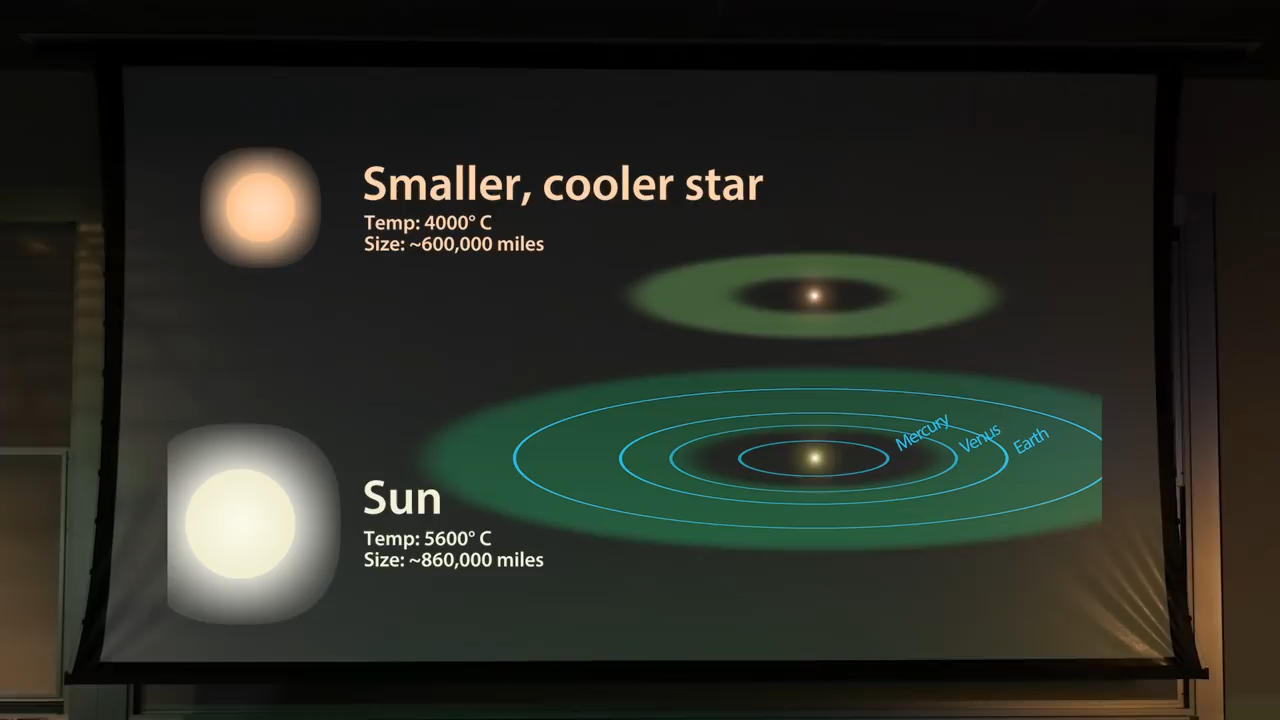 Smaller, cooler star
Temp: 4000° C
Size: ~600,000 miles
Mercury
Venus
Earth
Sun
Temp: 5600° C
Size: ~860,000 miles